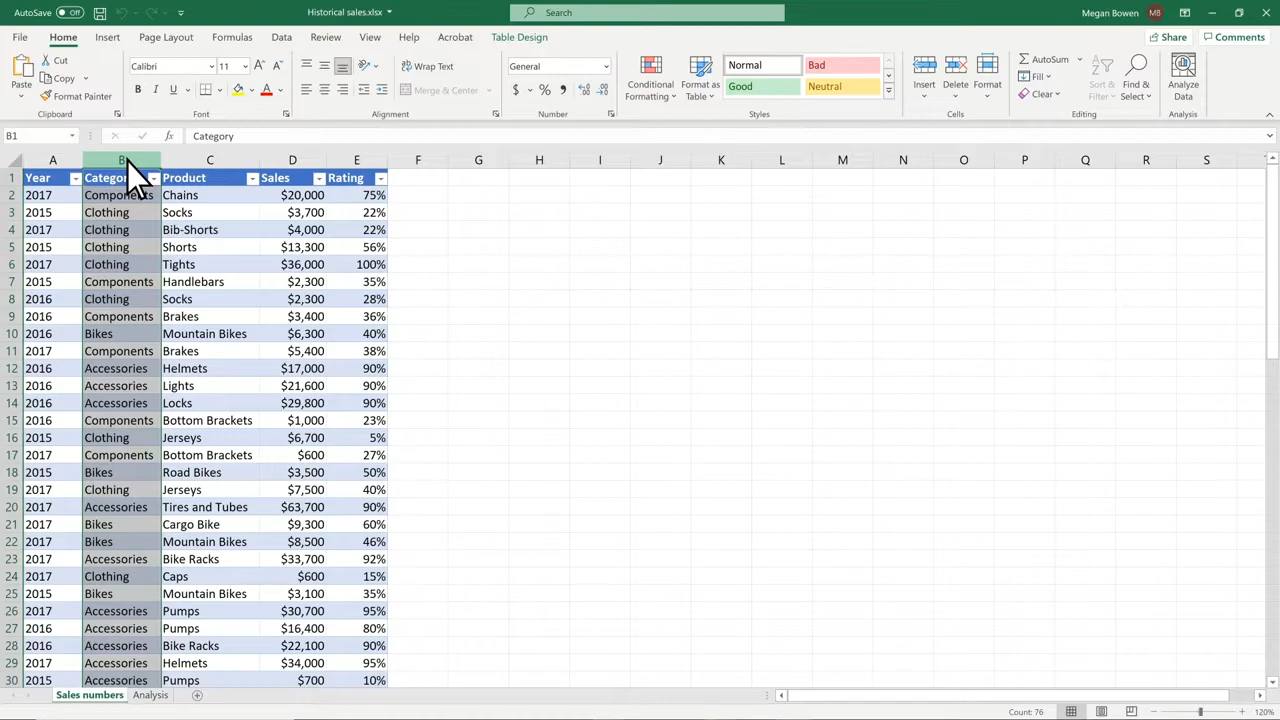 AutoSave Off Historical sales.xlsx Search Megan Bowen MB
File Home Insert Page Layout Formulas Data Review View Help Acrobat Table Design Share Comments
Paste Cut Copy Format Painter Clipboard
Calibri 11 B I U A Font
Wrap Text Merge & Center Alignment
General $ % Number
Conditional Formatting Format as Table Normal Bad Good Neutral Styles
Insert Delete Format Cells
AutoSum Fill Clear Sort & Filter Find & Select Editing
Analyze Data Analysis
B1 fx Category
A B C D E F G H I J K L M N O P Q R S
1 Year Product Sales Rating
2 2017 Components Chains $20,000 75%
3 2015 Clothing Socks $3,700 22%
4 2017 Clothing Bib-Shorts $4,000 22%
5 2015 Clothing Shorts $13,300 56%
6 2017 Clothing Tights $36,000 100%
7 2015 Components Handlebars $2,300 35%
8 2016 Clothing Socks $2,300 28%
9 2016 Components Brakes $3,400 36%
10 2016 Bikes Mountain Bikes $6,300 40%
11 2017 Components Brakes $5,400 38%
12 2016 Accessories Helmets $17,000 90%
13 2016 Accessories Lights $21,600 90%
14 2016 Accessories Locks $29,800 90%
15 2016 Components Bottom Brackets $1,000 23%
16 2015 Clothing Jerseys $6,700 5%
17 2017 Components Bottom Brackets $600 27%
18 2015 Bikes Road Bikes $3,500 50%
19 2017 Clothing Jerseys $7,500 40%
20 2017 Accessories Tires and Tubes $63,700 90%
21 2017 Bikes Cargo Bike $9,300 60%
22 2017 Bikes Mountain Bikes $8,500 46%
23 2017 Accessories Bike Racks $33,700 92%
24 2017 Clothing Caps $600 15%
25 2015 Bikes Mountain Bikes $3,100 35%
26 2017 Accessories Pumps $30,700 95%
27 2016 Accessories Pumps $16,400 80%
28 2016 Accessories Bike Racks $22,100 90%
29 2017 Accessories Helmets $34,000 95%
30 2015 Accessories Pumps $700 10%
Sales numbers Analysis
Count: 76 120%